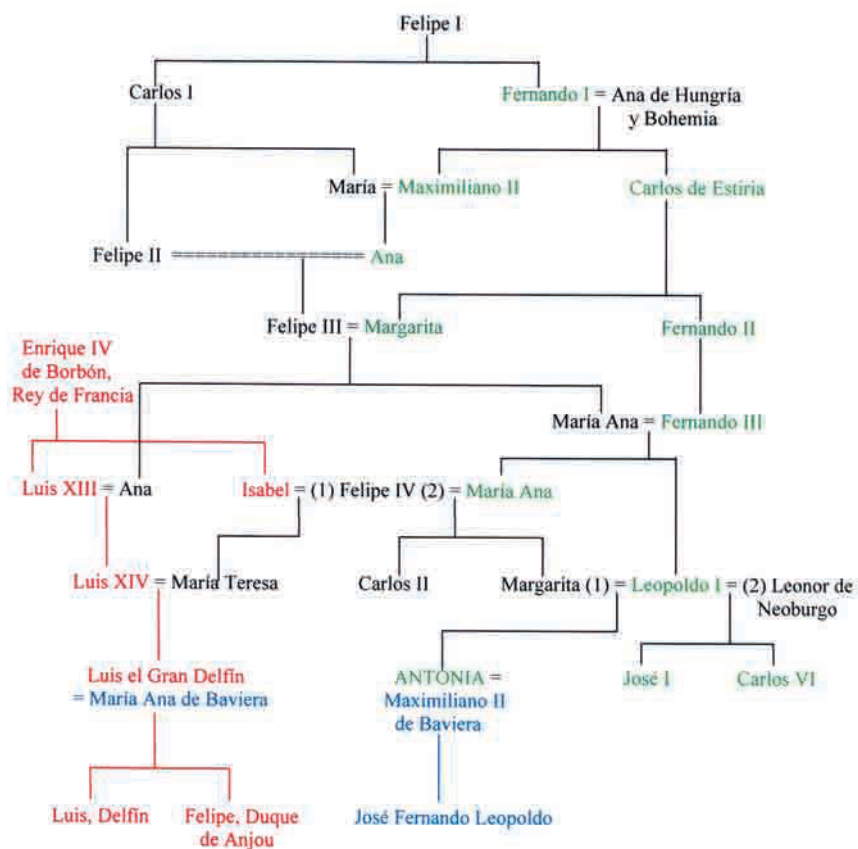 Felipe I
Carlos I
Fernando I = Ana de Hungría
y Bohemia
María = Maximiliano II
Carlos de Estiria
Felipe II ==================== Ana
Felipe III = Margarita
Fernando II
Enrique IV
de Borbón,
Rey de Francia
María Ana = Fernando III
Luis XIII = Ana
Isabel = (1) Felipe IV (2) = María Ana
Luis XIV = María Teresa
Carlos II
Margarita (1) = Leopoldo I = (2) Leonor de
Neoburgo
Luis el Gran Delfín
= María Ana de Baviera
ANTONIA =
Maximiliano II
de Baviera
José I
Carlos VI
Luis, Delfín
Felipe, Duque
de Anjou
José Fernando Leopoldo